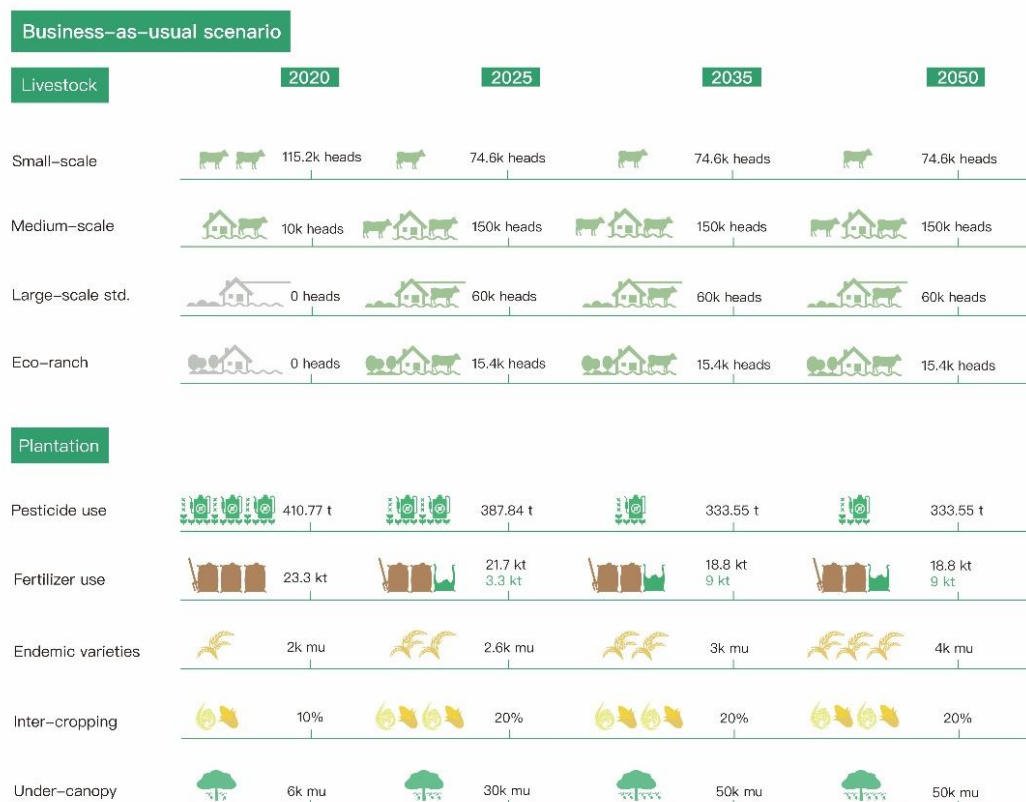 Business-as-usual scenario
Livestock 2020 2025 2035 2050
Small-scale 115.2k heads 74.6k heads 74.6k heads 74.6k heads
Medium-scale 10k heads 150k heads 150k heads 150k heads
Large-scale std. 0 heads 60k heads 60k heads 60k heads
Eco-ranch 0 heads 15.4k heads 15.4k heads 15.4k heads
Plantation
Pesticide use 410.77 t 387.84 t 333.55 t 333.55 t
Fertilizer use 23.3 kt 21.7 kt 18.8 kt 18.8 kt
3.3 kt 9 kt 9 kt
Endemic varieties 2k mu 2.6k mu 3k mu 4k mu
Inter-cropping 10% 20% 20% 20%
Under-canopy 6k mu 30k mu 50k mu 50k mu